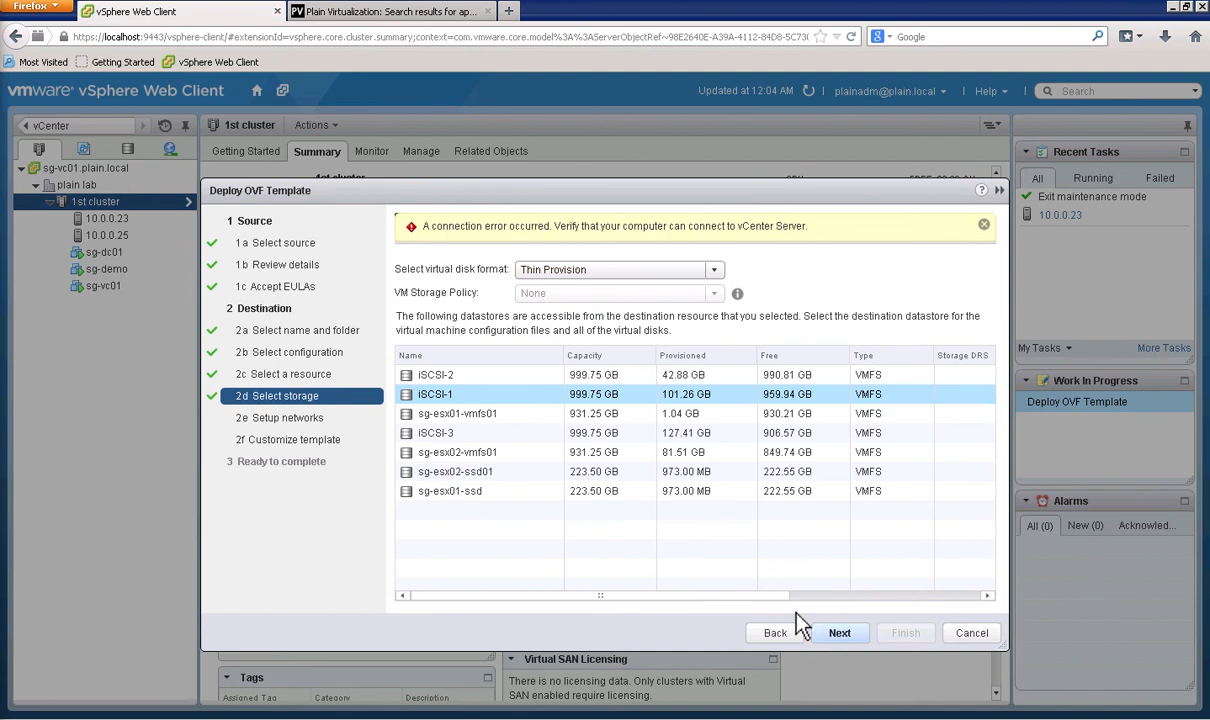 Firefox
vSphere Web Client
PV Plain Virtualization: Search results for ap...
https://localhost:9443/vsphere-client/#extensionId=vsphere.core.cluster.summary;context=com.vmware.core.model%3A%3AServerObjectRef~98E2640E-A39A-4112-84D8-5C73(
Google
Most Visited
Getting Started
vSphere Web Client
vmware® vSphere Web Client
Updated at 12:04 AM
plainadm@plain.local
Help
Search
vCenter
sg-vc01.plain.local
plain lab
1st cluster
10.0.0.23
10.0.0.25
sg-dc01
sg-demo
sg-vc01
1st cluster
Actions
Getting Started
Summary
Monitor
Manage
Related Objects
Deploy OVF Template
1 Source
1a Select source
1b Review details
1c Accept EULAs
2 Destination
2a Select name and folder
2b Select configuration
2c Select a resource
2d Select storage
2e Setup networks
2f Customize template
3 Ready to complete
A connection error occurred. Verify that your computer can connect to vCenter Server.
Select virtual disk format: Thin Provision
VM Storage Policy: None
The following datastores are accessible from the destination resource that you selected. Select the destination datastore for the
virtual machine configuration files and all of the virtual disks.
Name Capacity Provisioned Free Type Storage DRS
iSCSI-2 999.75 GB 42.88 GB 990.81 GB VMFS
iSCSI-1 999.75 GB 101.26 GB 959.94 GB VMFS
sg-esx01-vmfs01 931.25 GB 1.04 GB 930.21 GB VMFS
iSCSI-3 999.75 GB 127.41 GB 906.57 GB VMFS
sg-esx02-vmfs01 931.25 GB 81.51 GB 849.74 GB VMFS
sg-esx02-ssd01 223.50 GB 973.00 MB 222.55 GB VMFS
sg-esx01-ssd 223.50 GB 973.00 MB 222.55 GB VMFS
Back
Next
Finish
Cancel
Tags
Assigned Tag Category Description
Virtual SAN Licensing
There is no licensing data. Only clusters with Virtual
SAN enabled require licensing.
Recent Tasks
All Running Failed
Exit maintenance mode
10.0.0.23
My Tasks
More Tasks
Work In Progress
Deploy OVF Template
Alarms
All (0) New (0) Acknowled...